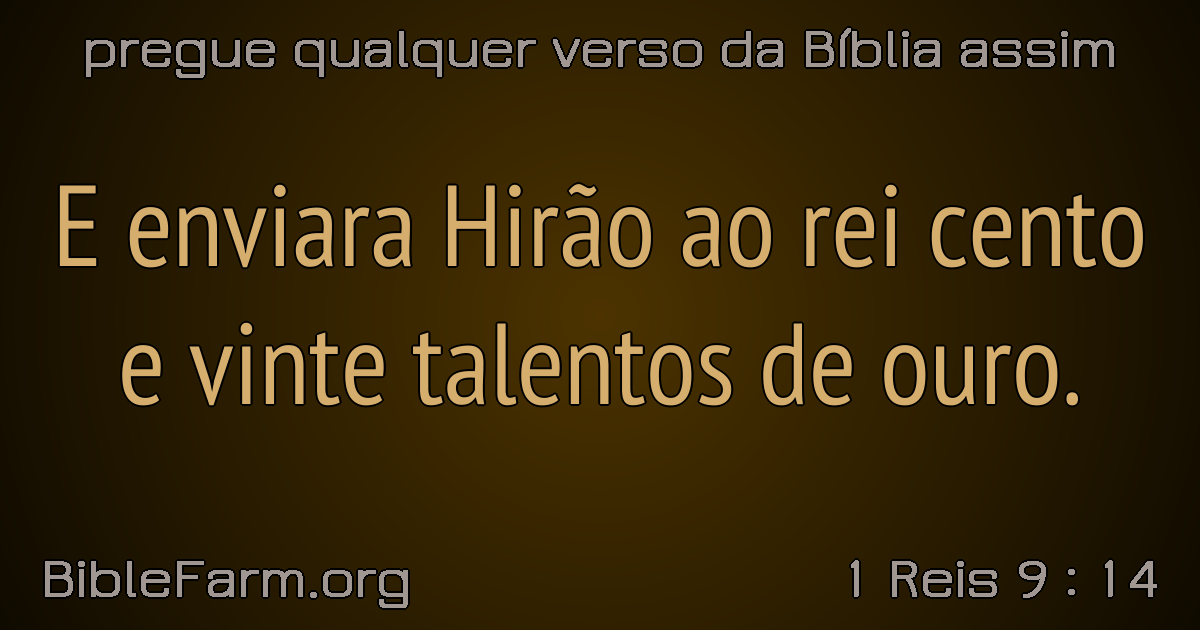 pregue qualquer verso da Bíblia assim
E enviara Hirão ao rei cento
e vinte talentos de ouro.
BibleFarm.org
1 Reis 9 : 14